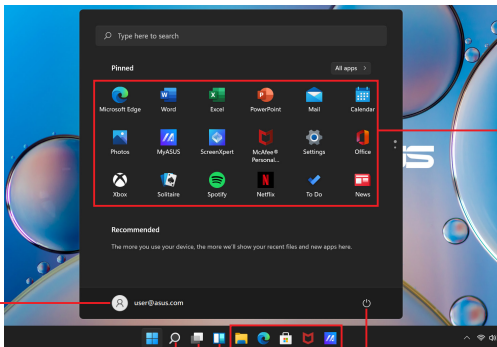 Type here to search
Pinned
All apps >
Microsoft Edge
Word
Excel
PowerPoint
Mail
Calendar
Photos
MyASUS
ScreenXpert
McAfee®
Personal...
Settings
Office
Xbox
Solitaire
Spotify
Netflix
To Do
News
Recommended
The more you use your device, the more we'll show your recent files and new apps here.
user@asus.com